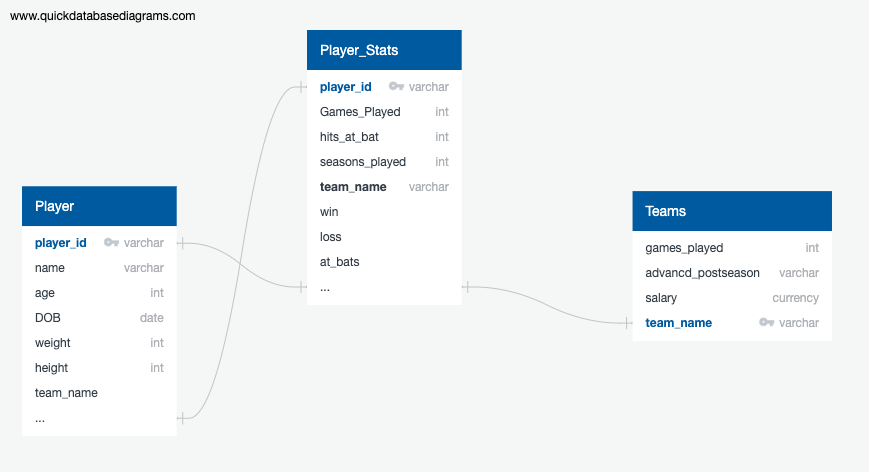 www.quickdatabasediagrams.com
Player_Stats
player_id varchar
Games_Played int
hits_at_bat int
seasons_played int
team_name varchar
win
loss
at_bats
...
Player
player_id varchar
name varchar
age int
DOB date
weight int
height int
team_name
...
Teams
games_played int
advancd_postseason varchar
salary currency
team_name varchar